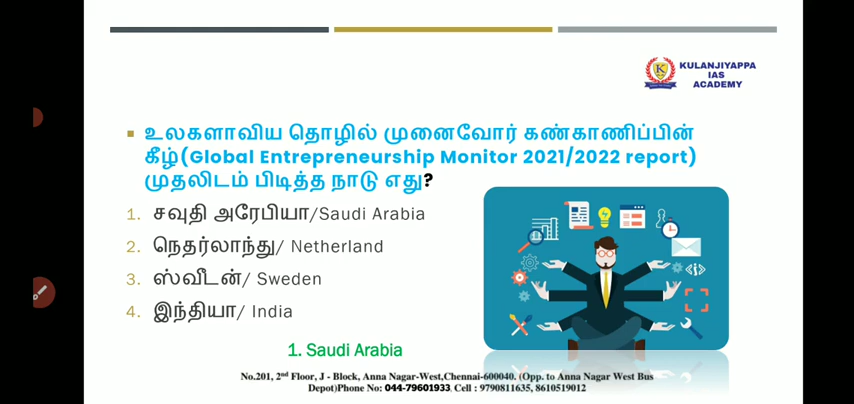 KULANJIYAPPA
IAS
ACADEMY
உலகளாவிய தொழில் முனைவோர் கண்காணிப்பின்
கீழ்(Global Entrepreneurship Monitor 2021/2022 report)
முதலிடம் பிடித்த நாடு எது?
1. சவுதி அரேபியா/Saudi Arabia
2. நெதர்லாந்து/ Netherland
3. ஸ்வீடன்/ Sweden
4. இந்தியா/ India
1. Saudi Arabia
No.201, 2nd Floor, J - Block, Anna Nagar-West,Chennai-600040. (Opp. to Anna Nagar West Bus
Depot)Phone No: 044-79601933, Cell : 9790811635, 8610519012